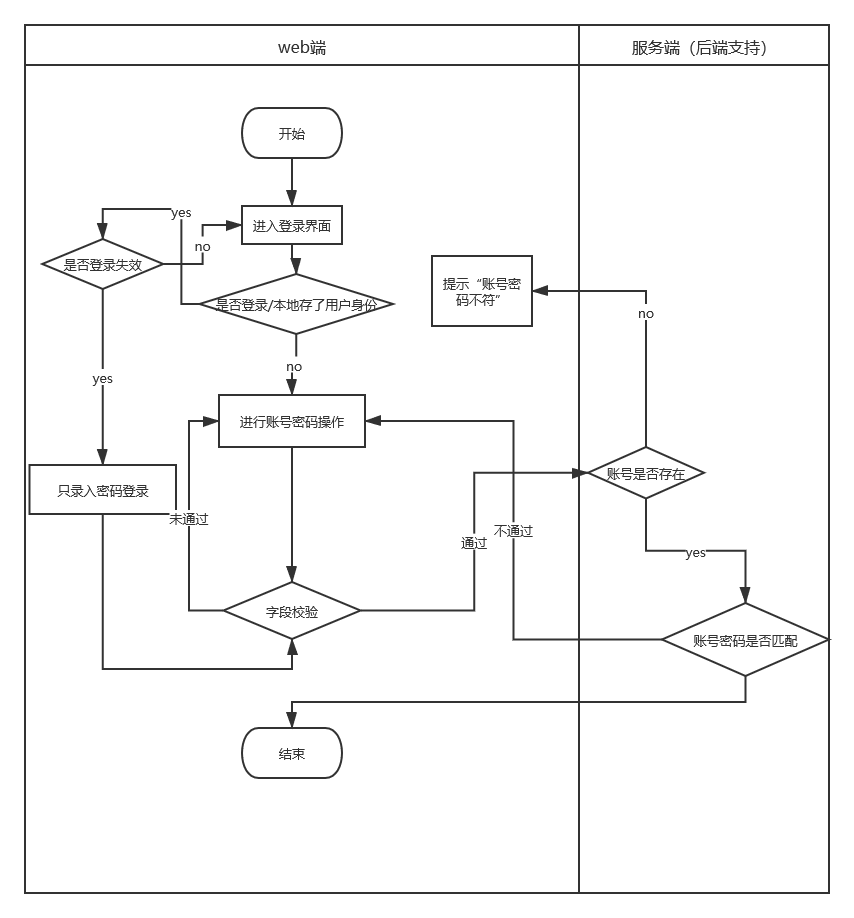 web端
服务端（后端支持）
开始
yes
进入登录界面
no
是否登录失效
是否登录/本地存了用户身份
提示“账号密
码不符”
no
no
yes
进行账号密码操作
账号是否存在
只录入密码登录
未通过
不通过
通过
yes
字段校验
账号密码是否匹配
结束